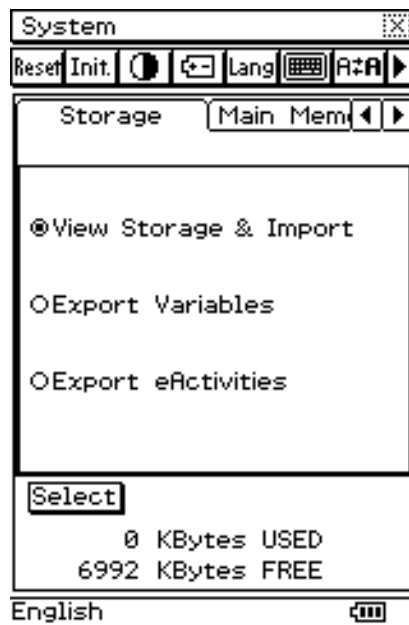 System
Reset Init. Lang A↕A
Storage Main Mem
View Storage & Import
Export Variables
Export eActivities
Select
0 KBytes USED
6992 KBytes FREE
English